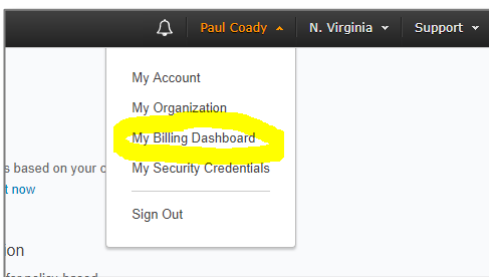 Paul Coady N. Virginia Support
My Account
My Organization
My Billing Dashboard
s based on your c
My Security Credentials
t now
Sign Out
ion